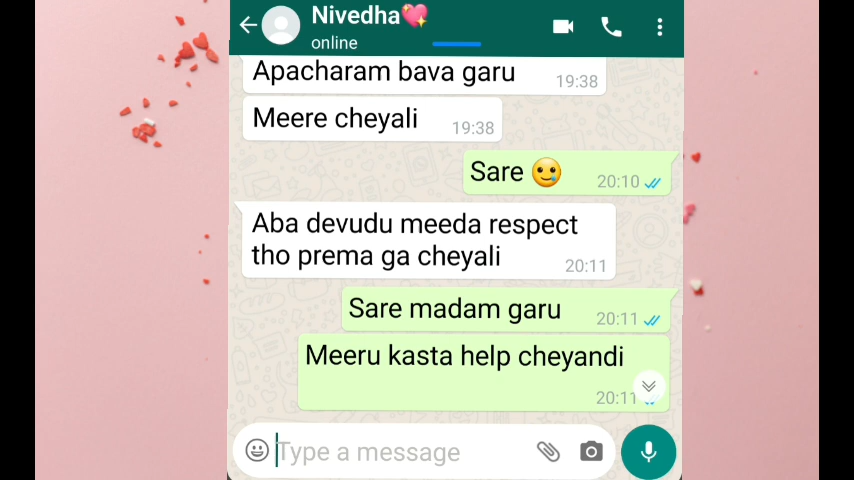 Nivedha💖
online
Apacharam bava garu 19:38
Meere cheyali 19:38
Sare 🥲 20:10
Aba devudu meeda respect
tho prema ga cheyali 20:11
Sare madam garu 20:11
Meeru kasta help cheyandi
20:11
Type a message